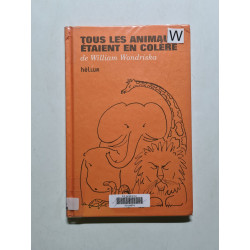 TOUS LES ANIMAU
W
ÉTAIENT EN COLÈRE
de William Wondriska
hélium